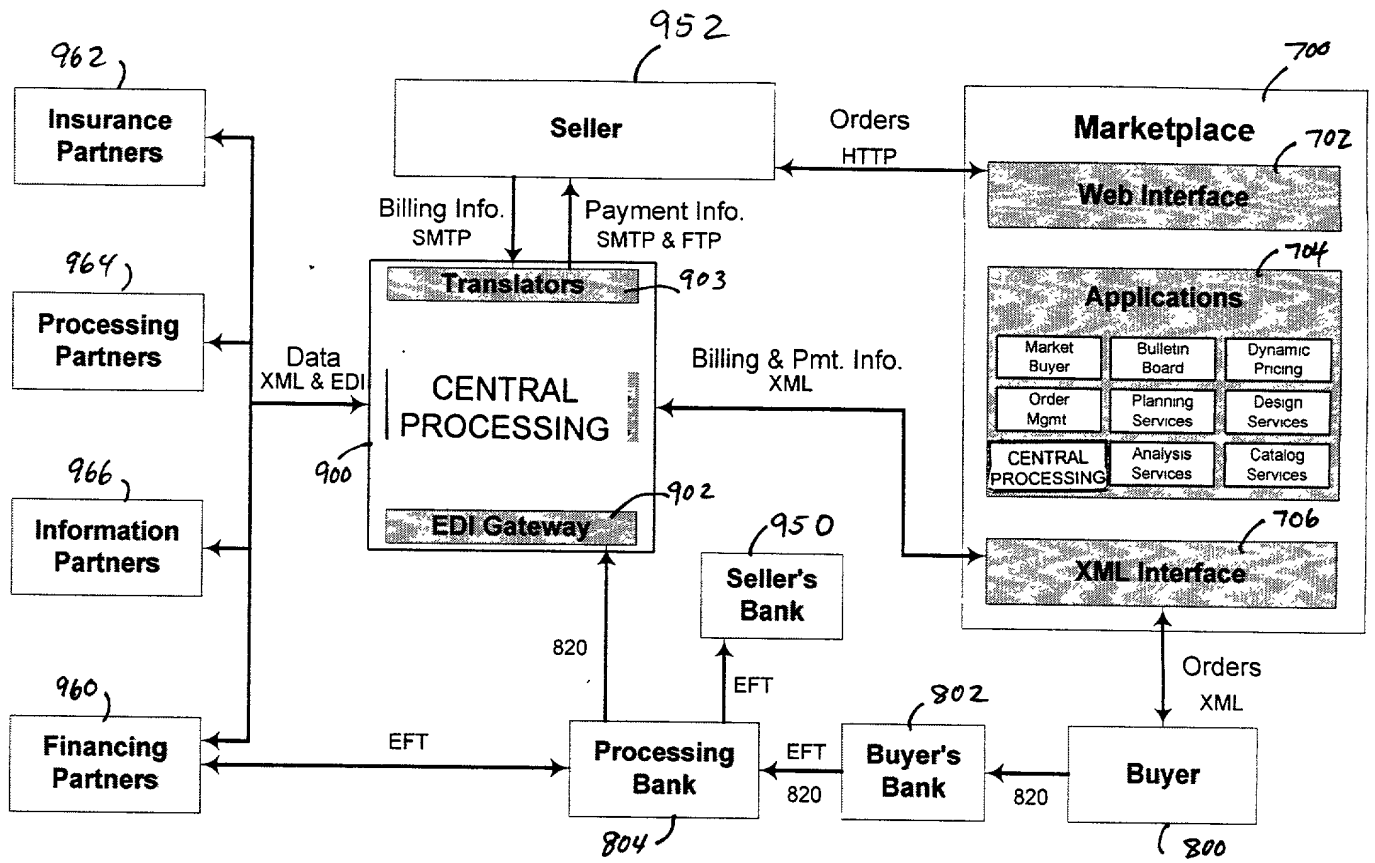 952
962
700
Insurance
Partners
Seller
Orders
HTTP
Marketplace
702
Web Interface
Billing Info.
SMTP
Payment Info.
SMTP & FTP
964
Translators
903
704
Applications
Processing
Partners
Data
XML & EDI
CENTRAL
PROCESSING
Billing & Pmt. Info.
XML
Market
Buyer
Bulletin
Board
Dynamic
Pricing
Order
Mgmt
Planning
Services
Design
Services
CENTRAL
PROCESSING
Analysis
Services
Catalog
Services
900
966
902
EDI Gateway
Information
Partners
950
Seller's
Bank
706
XML Interface
820
EFT
Orders
XML
960
Financing
Partners
EFT
Processing
Bank
804
EFT
820
802
Buyer's
Bank
820
Buyer
800